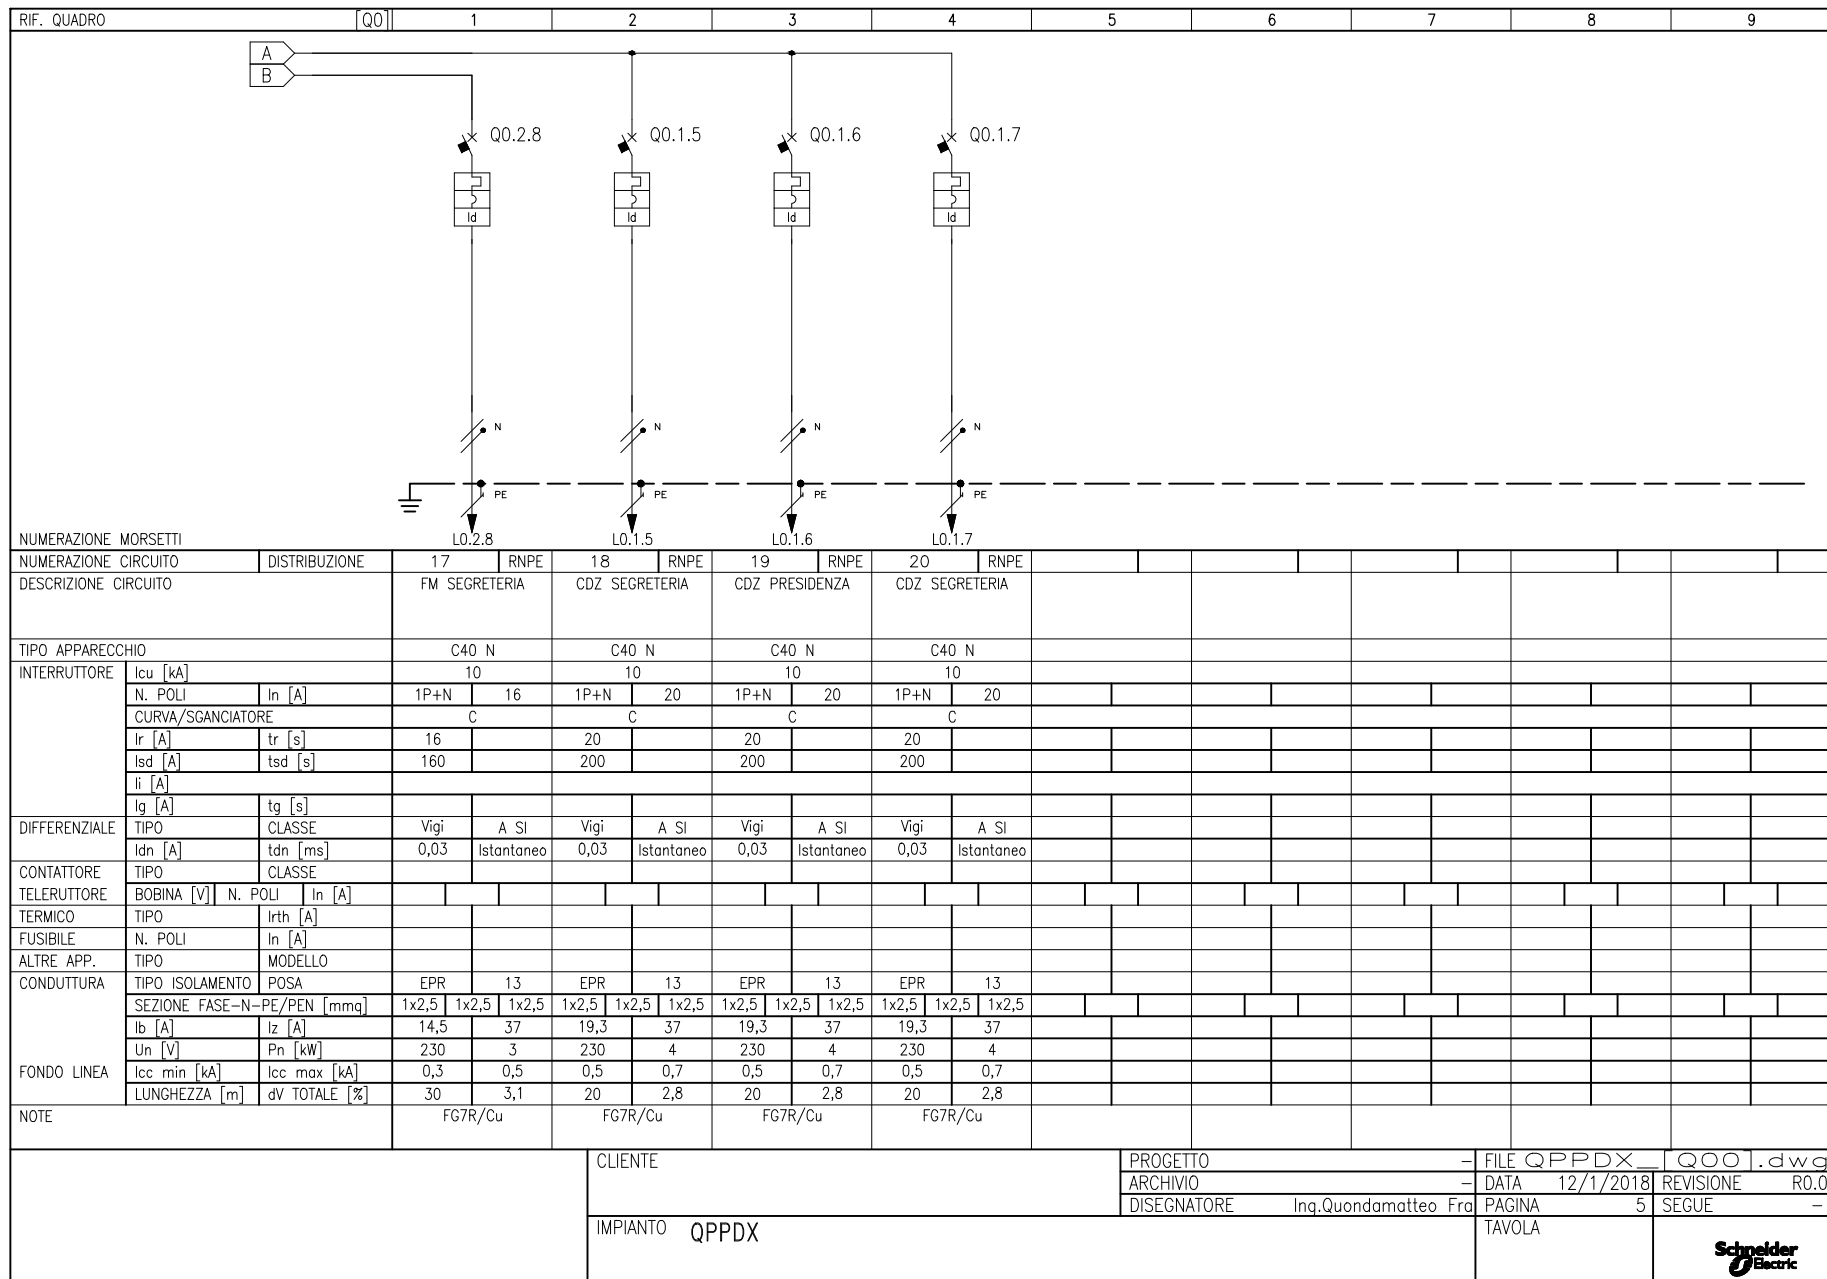 RIF. QUADRO [Q0] 1 2 3 4 5 6 7 8 9
A
B
Q0.2.8 Q0.1.5 Q0.1.6 Q0.1.7
Id Id Id Id
N N N N
PE PE PE PE
NUMERAZIONE MORSETTI L0.2.8 L0.1.5 L0.1.6 L0.1.7
NUMERAZIONE CIRCUITO DISTRIBUZIONE 17 RNPE 18 RNPE 19 RNPE 20 RNPE
DESCRIZIONE CIRCUITO FM SEGRETERIA CDZ SEGRETERIA CDZ PRESIDENZA CDZ SEGRETERIA
TIPO APPARECCHIO C40 N C40 N C40 N C40 N
INTERRUTTORE Icu [kA] 10 10 10 10
N. POLI In [A] 1P+N 16 1P+N 20 1P+N 20 1P+N 20
CURVA/SGANCIATORE C C C C
Ir [A] tr [s] 16 20 20 20
Isd [A] tsd [s] 160 200 200 200
Ii [A]
Ig [A] tg [s]
DIFFERENZIALE TIPO CLASSE Vigi A SI Vigi A SI Vigi A SI Vigi A SI
Idn [A] tdn [ms] 0,03 Istantaneo 0,03 Istantaneo 0,03 Istantaneo 0,03 Istantaneo
CONTATTORE TIPO CLASSE
TELERUTTORE BOBINA [V] N. POLI In [A]
TERMICO TIPO Irth [A]
FUSIBILE N. POLI In [A]
ALTRE APP. TIPO MODELLO
CONDUTTURA TIPO ISOLAMENTO POSA EPR 13 EPR 13 EPR 13 EPR 13
SEZIONE FASE-N-PE/PEN [mmq] 1x2,5 1x2,5 1x2,5 1x2,5 1x2,5 1x2,5 1x2,5 1x2,5 1x2,5 1x2,5 1x2,5 1x2,5
Ib [A] Iz [A] 14,5 37 19,3 37 19,3 37 19,3 37
Un [V] Pn [kW] 230 3 230 4 230 4 230 4
FONDO LINEA Icc min [kA] Icc max [kA] 0,3 0,5 0,5 0,7 0,5 0,7 0,5 0,7
LUNGHEZZA [m] dV TOTALE [%] 30 3,1 20 2,8 20 2,8 20 2,8
NOTE FG7R/Cu FG7R/Cu FG7R/Cu FG7R/Cu
CLIENTE PROGETTO - FILE QPPDX_[Q00].dwg
ARCHIVIO - DATA 12/1/2018 REVISIONE R0.0
DISEGNATORE Ing.Quondamatteo Fra PAGINA 5 SEGUE -
IMPIANTO QPPDX TAVOLA
Schneider
Electric